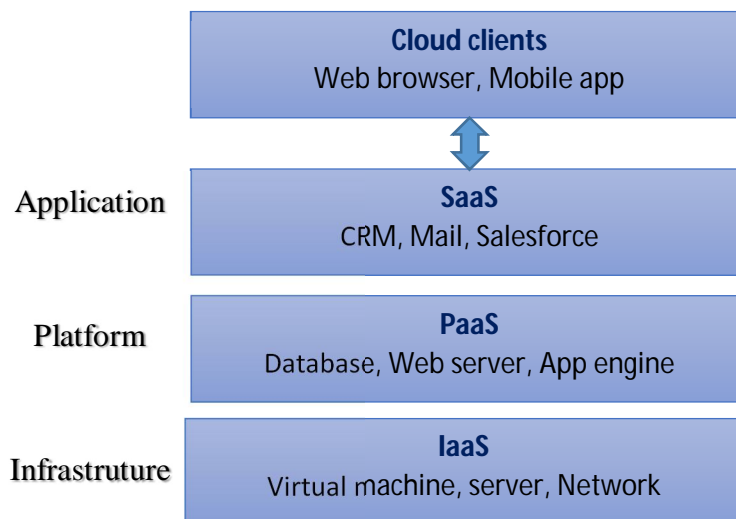 Cloud clients
Web browser, Mobile app
Application
SaaS
CRM, Mail, Salesforce
Platform
PaaS
Database, Web server, App engine
Infrastruture
IaaS
Virtual machine, server, Network